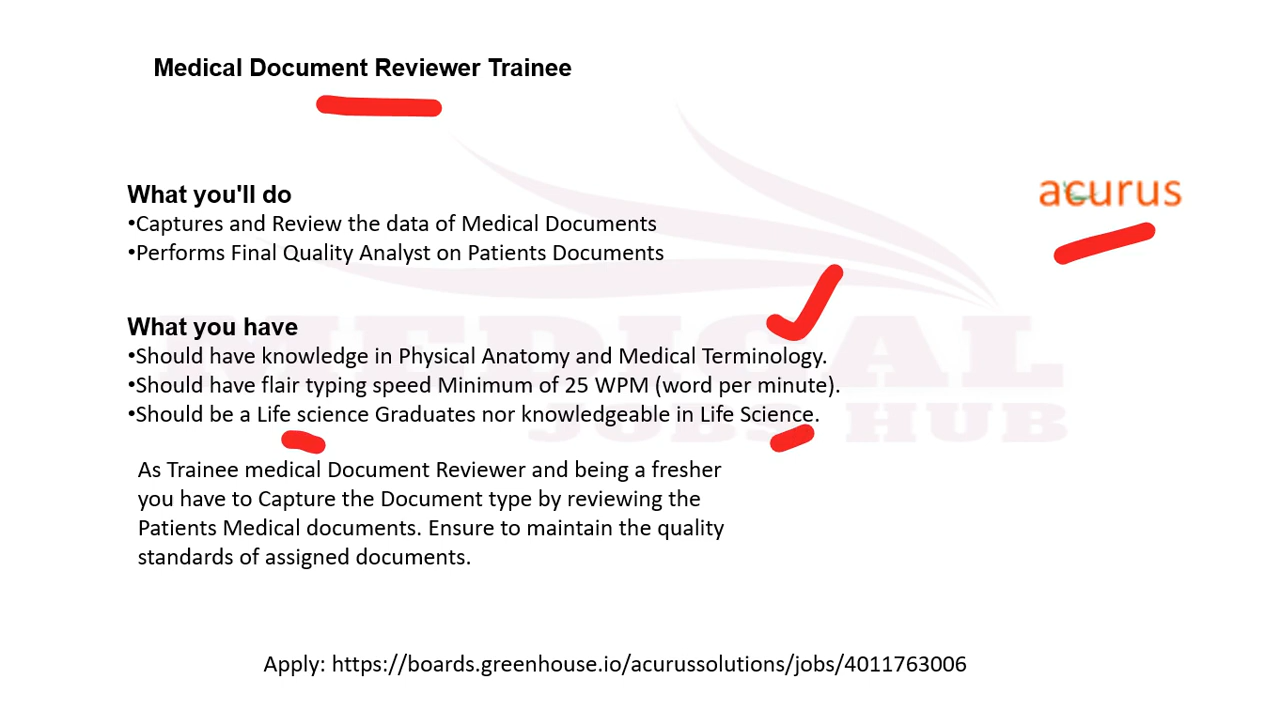 Medical Document Reviewer Trainee
What you'll do
acurus
•Captures and Review the data of Medical Documents
•Performs Final Quality Analyst on Patients Documents
What you have
•Should have knowledge in Physical Anatomy and Medical Terminology.
•Should have flair typing speed Minimum of 25 WPM (word per minute).
•Should be a Life science Graduates nor knowledgeable in Life Science.
MEDICAL
JOBS HUB
As Trainee medical Document Reviewer and being a fresher
you have to Capture the Document type by reviewing the
Patients Medical documents. Ensure to maintain the quality
standards of assigned documents.
Apply: https://boards.greenhouse.io/acurussolutions/jobs/4011763006